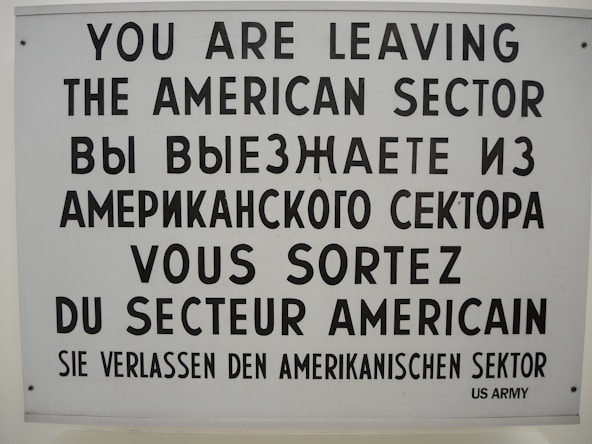 YOU ARE LEAVING
THE AMERICAN SECTOR
ВЫ ВЫЕЗЖАЕТЕ ИЗ
АМЕРИКАНСКОГО СЕКТОРА
VOUS SORTEZ
DU SECTEUR AMERICAIN
SIE VERLASSEN DEN AMERIKANISCHEN SEKTOR
US ARMY